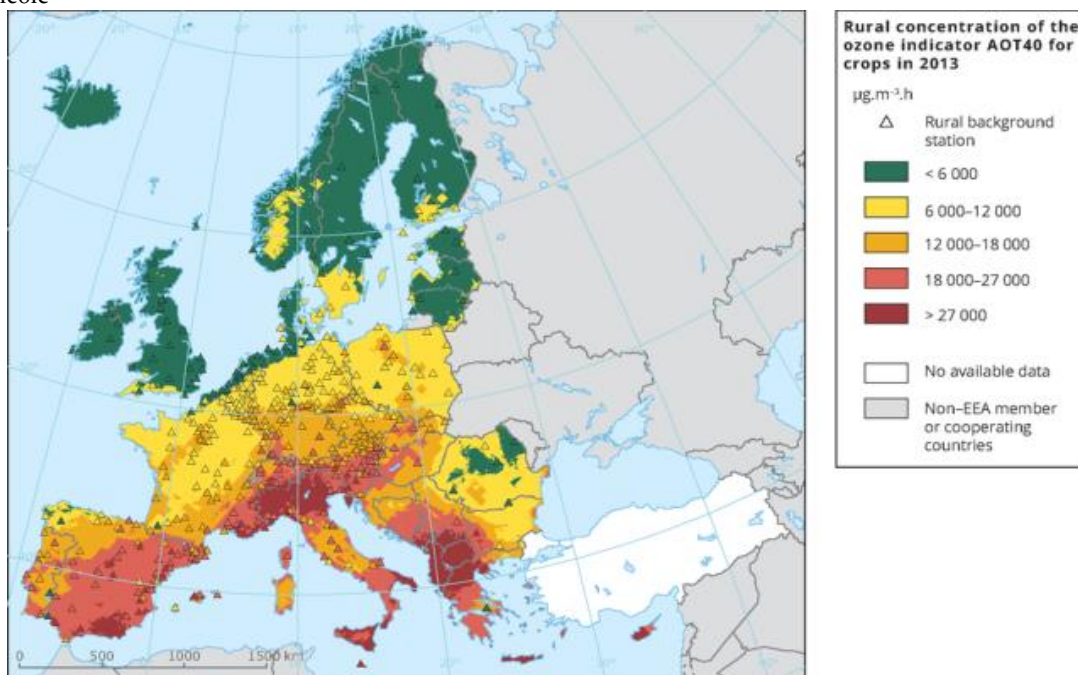 Rural concentration of the
ozone indicator AOT40 for
crops in 2013
µg.m⁻³.h
Rural background
station
< 6 000
6 000–12 000
12 000–18 000
18 000–27 000
> 27 000
No available data
Non–EEA member
or cooperating
countries
0 500 1000 1500 km